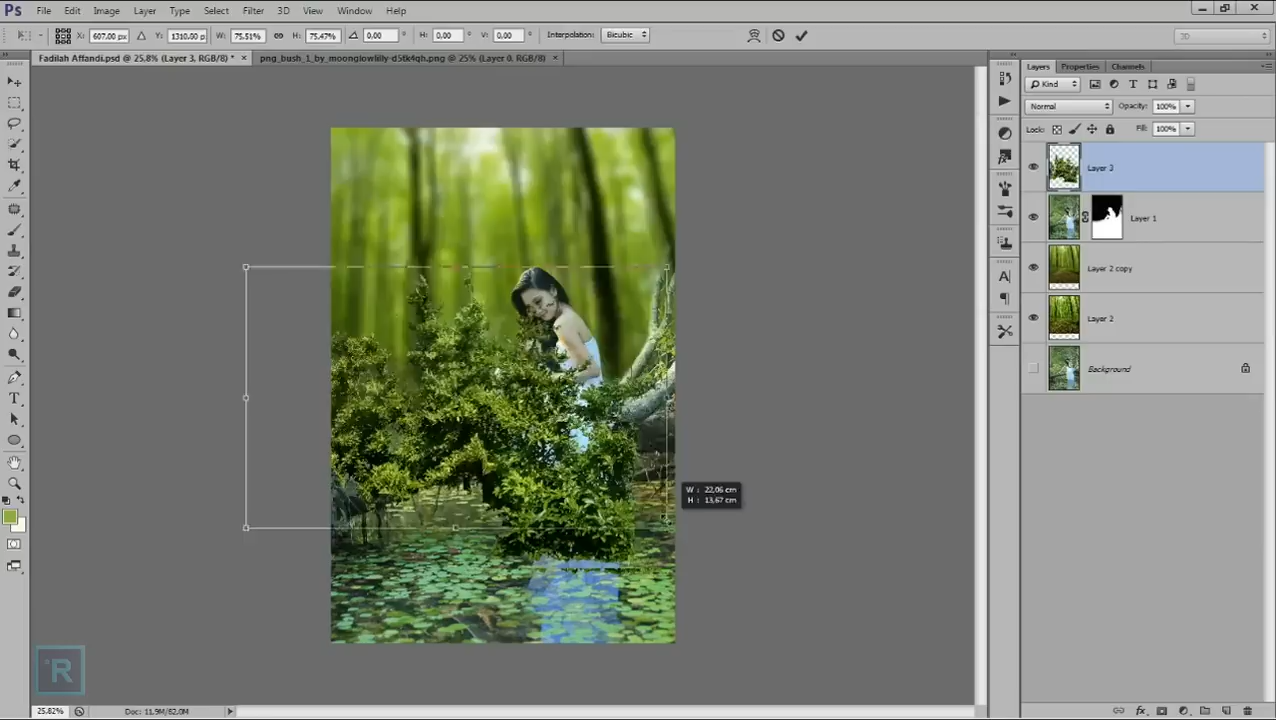 Ps File Edit Image Layer Type Select Filter 3D View Window Help
X: 607.00 px Y: 1310.00 px W: 75.51% H: 75.47% 0,00 ° H: 0,00 ° V: 0,00 ° Interpolation: Bicubic 3D
Fadilah Affandi.psd @ 25,8% (Layer 3, RGB/8) * × png_bush_1_by_moonglowlilly-d5tk4qh.png @ 25% (Layer 0, RGB/8) ×
Layers Properties Channels
Kind
Normal Opacity: 100%
Lock: Fill: 100%
Layer 3
Layer 1
Layer 2 copy
Layer 2
Background
W : 22,06 cm
H : 13,67 cm
R
25.82% Doc: 11.9M/82.0M